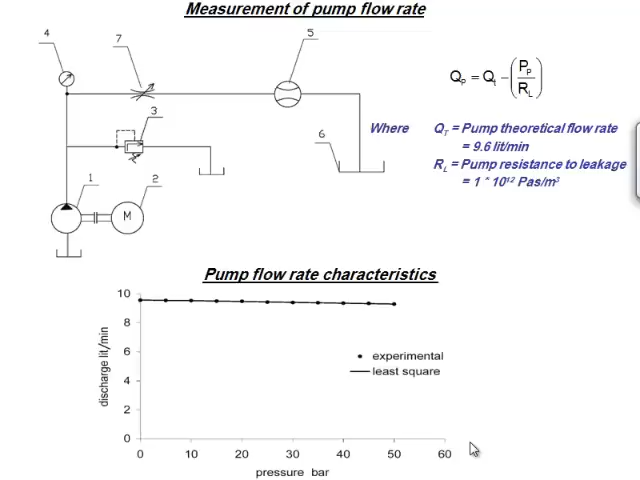 Measurement of pump flow rate
4
1
7
5
3
6
1
2
M
Q_P = Q_t − (P_P / R_L)
Where Q_T = Pump theoretical flow rate
= 9.6 lit/min
R_L = Pump resistance to leakage
= 1 * 10¹² Pas/m³
Pump flow rate characteristics
10
8
6
4
2
0
discharge lit/min
experimental
least square
0 10 20 30 40 50 60
pressure bar